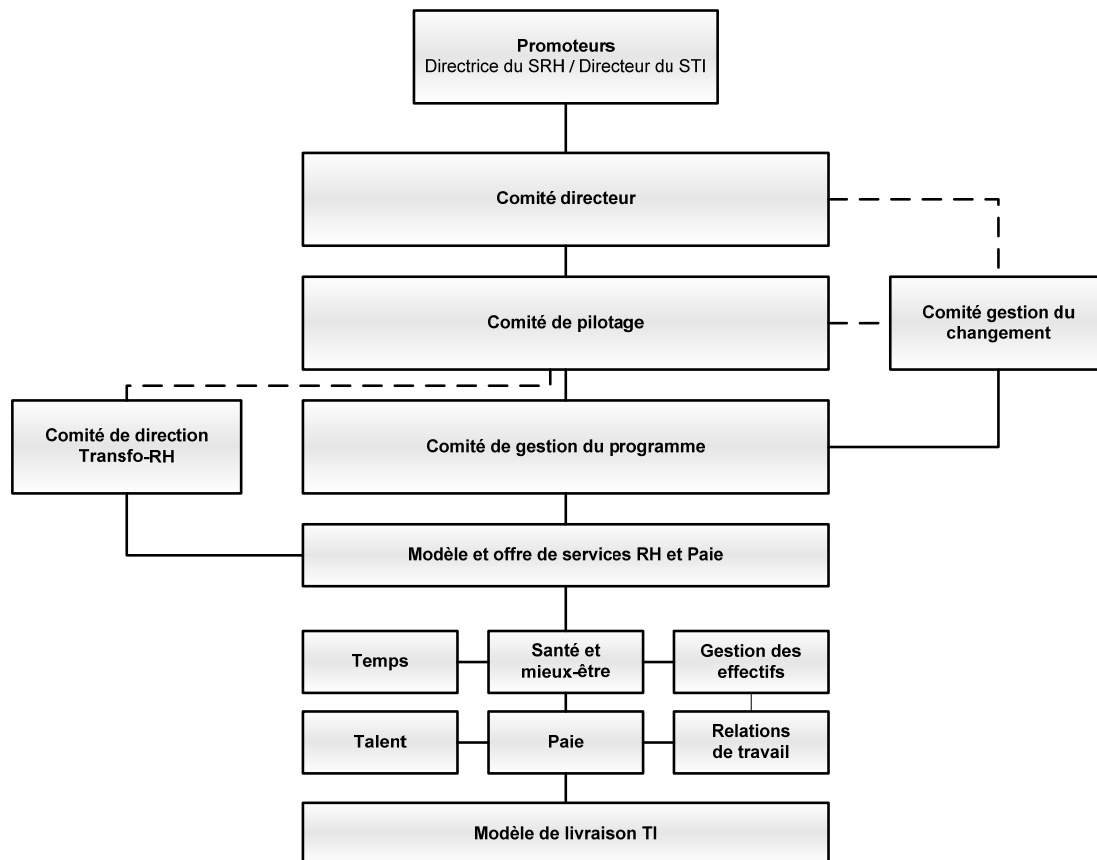 Promoteurs
Directrice du SRH / Directeur du STI
Comité directeur
Comité de pilotage
Comité gestion du
changement
Comité de direction
Transfo-RH
Comité de gestion du programme
Modèle et offre de services RH et Paie
Temps
Santé et
mieux-être
Gestion des
effectifs
Talent
Paie
Relations
de travail
Modèle de livraison TI